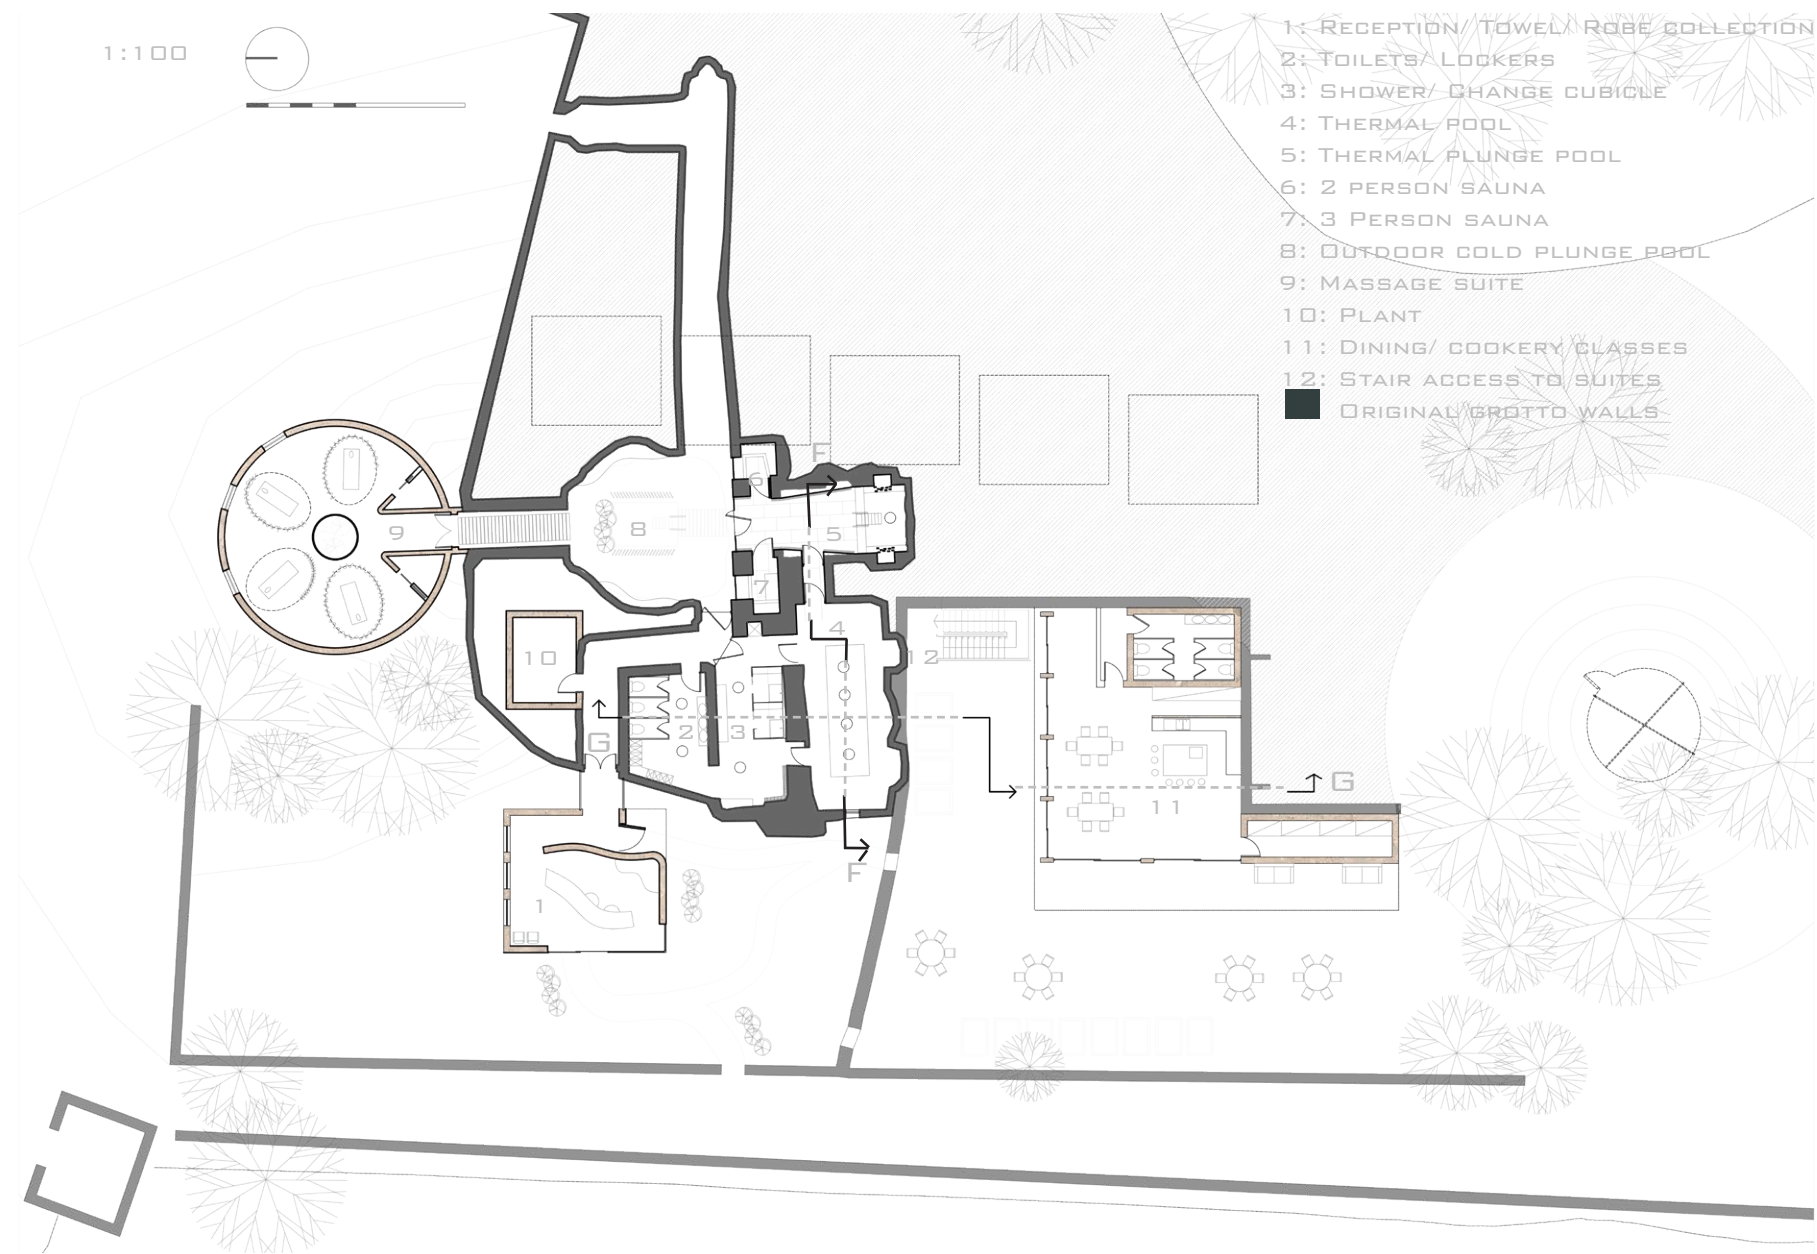 1:100
1: Reception/ Towel/ Robe collection
2: Toilets/ Lockers
3: Shower/ Change cubicle
4: Thermal pool
5: Thermal plunge pool
6: 2 person sauna
7: 3 Person sauna
8: Outdoor cold plunge pool
9: Massage suite
10: Plant
11: Dining/ cookery classes
12: Stair access to suites
Original grotto walls
F
6
9
8
5
7
4
10
12
G
2
3
G
11
F
1